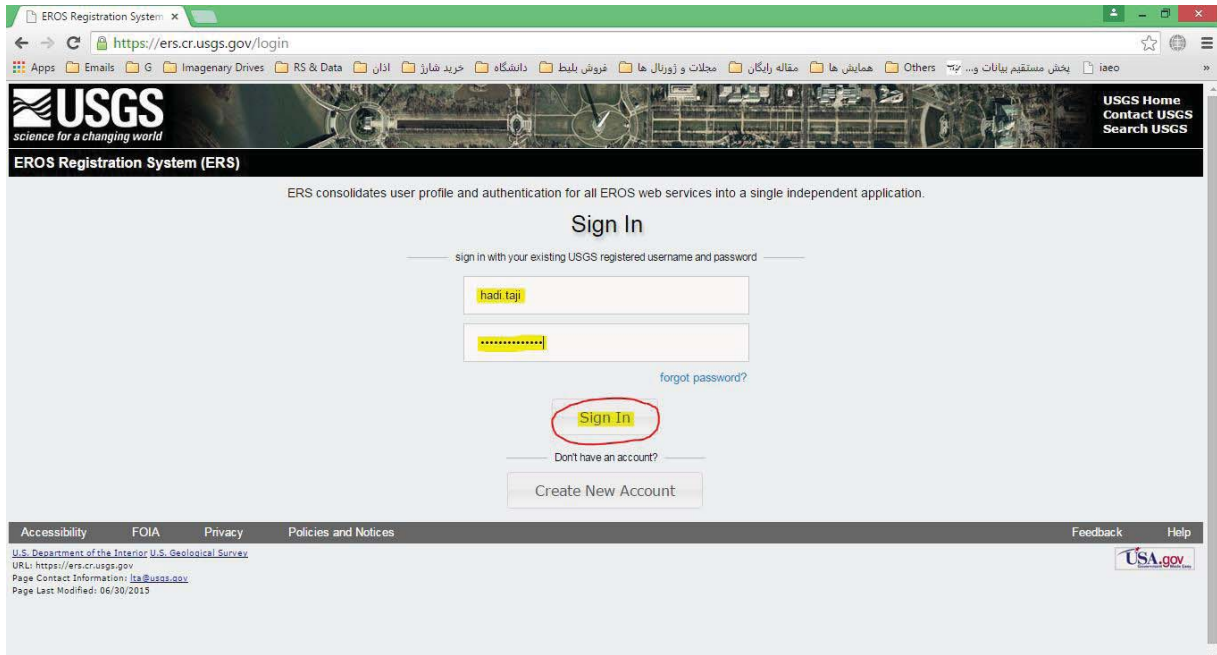 EROS Registration System
https://ers.cr.usgs.gov/login
Apps Emails G Imagenary Drives RS & Data اذان خرید شارژ دانشگاه فروش بلیط مجلات و ژورنال ها مقاله رایگان همایش ها Others پخش مستقیم بیانات و... iaeo »
USGS
science for a changing world
USGS Home
Contact USGS
Search USGS
EROS Registration System (ERS)
ERS consolidates user profile and authentication for all EROS web services into a single independent application.
Sign In
sign in with your existing USGS registered username and password
hadi.taji
••••••••••••••
forgot password?
Sign In
Don't have an account?
Create New Account
Accessibility FOIA Privacy Policies and Notices Feedback Help
U.S. Department of the Interior U.S. Geological Survey
URL: https://ers.cr.usgs.gov
Page Contact Information: lta@usgs.gov
Page Last Modified: 06/30/2015
USA.gov